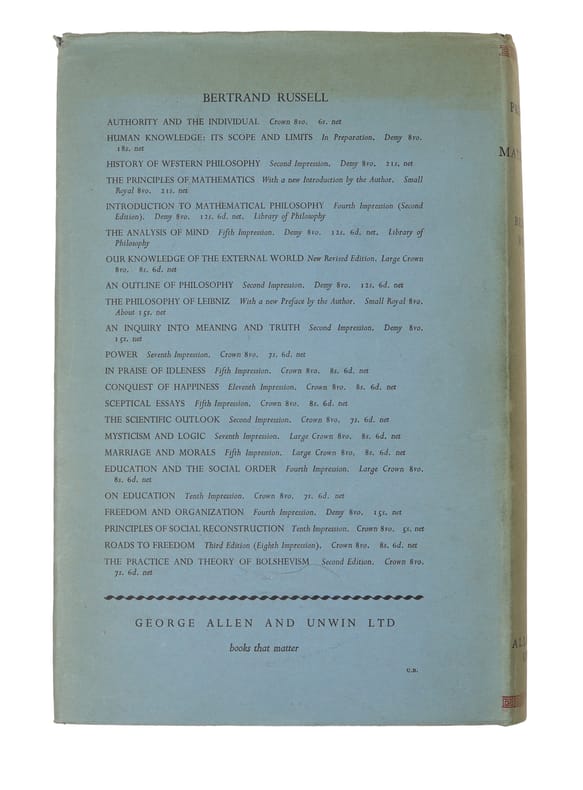 BERTRAND RUSSELL
AUTHORITY AND THE INDIVIDUAL Crown 8vo. 6s. net
HUMAN KNOWLEDGE: ITS SCOPE AND LIMITS In Preparation. Demy 8vo.
18s. net
HISTORY OF WESTERN PHILOSOPHY Second Impression. Demy 8vo. 21s. net
THE PRINCIPLES OF MATHEMATICS With a new Introduction by the Author. Small
Royal 8vo. 21s. net
INTRODUCTION TO MATHEMATICAL PHILOSOPHY Fourth Impression (Second
Edition). Demy 8vo. 12s. 6d. net. Library of Philosophy
THE ANALYSIS OF MIND Fifth Impression. Demy 8vo. 12s. 6d. net. Library of
Philosophy
OUR KNOWLEDGE OF THE EXTERNAL WORLD New Revised Edition. Large Crown
8vo. 8s. 6d. net
AN OUTLINE OF PHILOSOPHY Second Impression. Demy 8vo. 12s. 6d. net
THE PHILOSOPHY OF LEIBNIZ With a new Preface by the Author. Small Royal 8vo.
About 15s. net
AN INQUIRY INTO MEANING AND TRUTH Second Impression. Demy 8vo.
15s. net
POWER Seventh Impression. Crown 8vo. 7s. 6d. net
IN PRAISE OF IDLENESS Fifth Impression. Crown 8vo. 8s. 6d. net
CONQUEST OF HAPPINESS Eleventh Impression. Crown 8vo. 8s. 6d. net
SCEPTICAL ESSAYS Fifth Impression. Crown 8vo. 8s. 6d. net
THE SCIENTIFIC OUTLOOK Second Impression. Crown 8vo. 7s. 6d. net
MYSTICISM AND LOGIC Seventh Impression. Large Crown 8vo. 8s. 6d. net
MARRIAGE AND MORALS Fifth Impression. Large Crown 8vo. 8s. 6d. net
EDUCATION AND THE SOCIAL ORDER Fourth Impression. Large Crown 8vo.
8s. 6d. net
ON EDUCATION Tenth Impression. Crown 8vo. 7s. 6d. net
FREEDOM AND ORGANIZATION Fourth Impression. Demy 8vo. 15s. net
PRINCIPLES OF SOCIAL RECONSTRUCTION Tenth Impression. Crown 8vo. 5s. net
ROADS TO FREEDOM Third Edition (Eighth Impression). Crown 8vo. 8s. 6d. net
THE PRACTICE AND THEORY OF BOLSHEVISM Second Edition. Crown 8vo.
7s. 6d. net
GEORGE ALLEN AND UNWIN LTD
books that matter